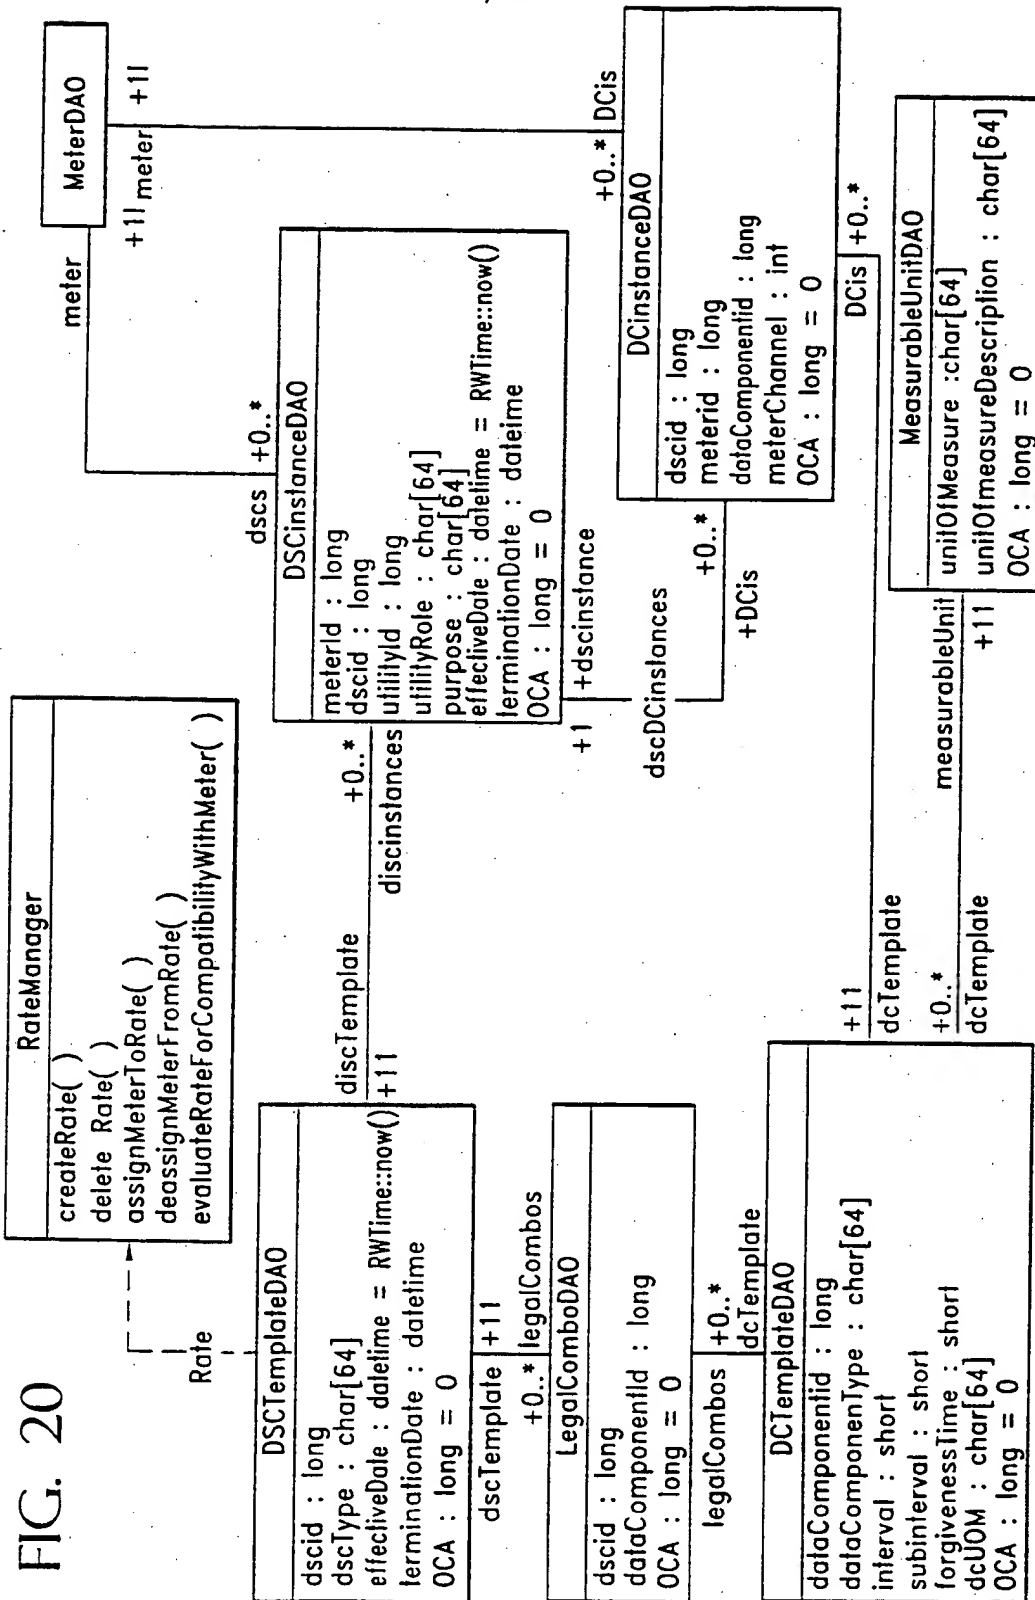 FIG. 20
RateManager
createRate( )
delete Rate( )
assignMeterToRate( )
deassignMeterFromRate( )
evaluateRateForCompatibilityWithMeter( )
Rate
MeterDAO
meter
+11 meter
+11
dscs
+0..*
DSCinstanceDAO
meterId : long
dscid : long
utilityId : long
utilityRole : char[64]
purpose : char[64]
effectiveDate : datetime = RWTime::now()
terminationDate : dateime
OCA : long = 0
DSCTemplateDAO
dscid : long
dscType : char[64]
effectiveDate : datetime = RWTime::now()
terminationDate : datetime
OCA : long = 0
discTemplate
+11
+0..*
discinstances
+1
+dscinstance
dscDCinstances
+0..*
+DCis
+0..*
DCis
DCinstanceDAO
dscid : long
meterid : long
dataComponentid : long
meterChannel : int
OCA : long = 0
dscTemplate
+11
+0..*
legalCombos
LegalComboDAO
dscid : long
dataComponentId : long
OCA : long = 0
legalCombos
+0..*
dcTemplate
DCTemplateDAO
dataComponentid : long
dataComponenType : char[64]
interval : short
subinterval : short
forgivenessTime : short
dcUOM : char[64]
OCA : long = 0
+11
dcTemplate
DCis
+0..*
+0..*
dcTemplate
measurableUnit
+11
MeasurableUnitDAO
unitOfMeasure :char[64]
unitOfmeasureDescription : char[64]
OCA : long = 0